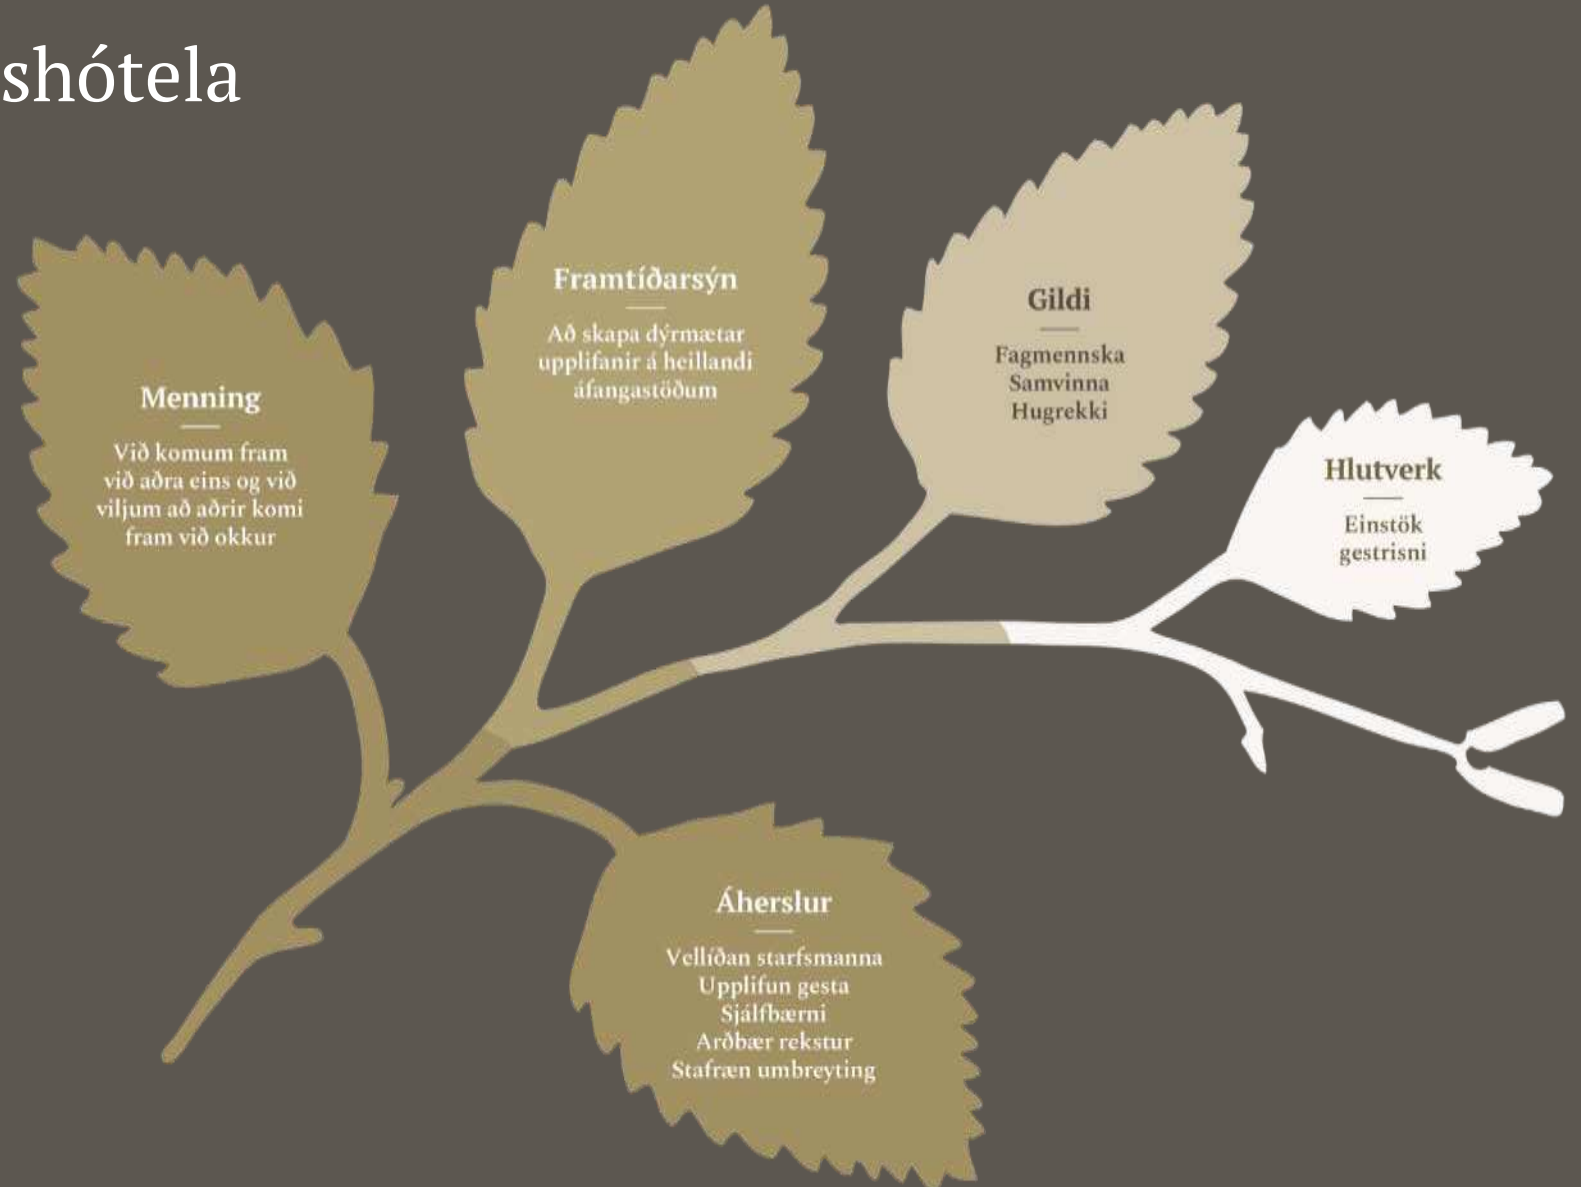 shótela
Menning
Við komum fram
við aðra eins og við
viljum að aðrir komi
fram við okkur
Framtíðarsýn
Að skapa dýrmætar
upplifanir á heillandi
áfangastöðum
Gildi
Fagmennska
Samvinna
Hugrekki
Hlutverk
Einstök
gestrisni
Áherslur
Vellíðan starfsmanna
Upplifun gesta
Sjálfbærni
Arðbær rekstur
Stafræn umbreyting